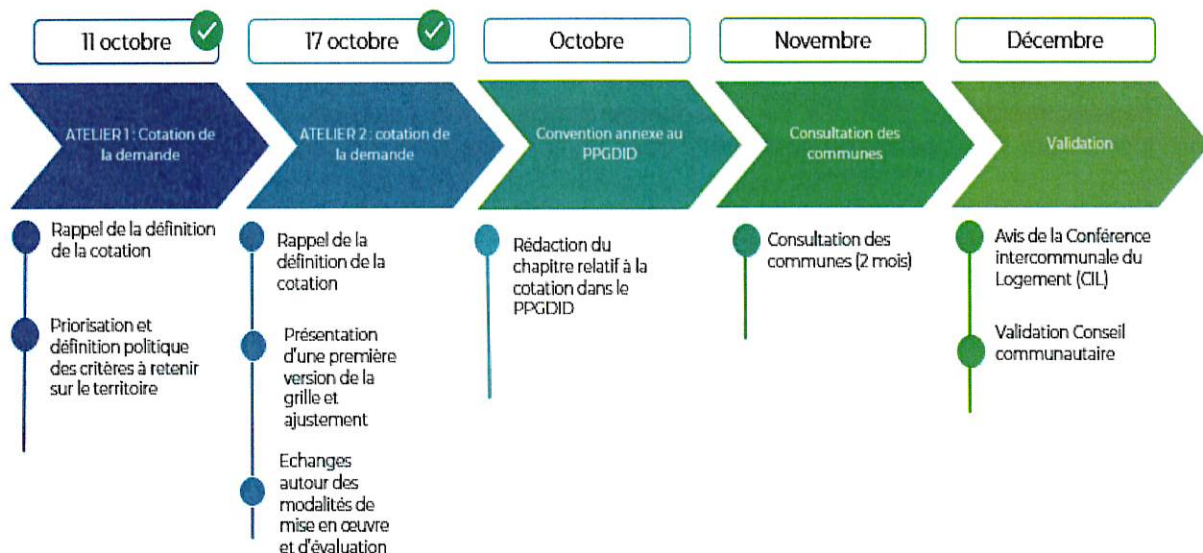 11 octobre
17 octobre
Octobre
Novembre
Décembre
ATELIER 1 : Cotation de
la demande
ATELIER 2 : cotation de
la demande
Convention annexe au
PPGDID
Consultation des
communes
Validation
Rappel de la définition
de la cotation
Priorisation et
définition politique
des critères à retenir
sur le territoire
Rappel de la
définition de la
cotation
Présentation
d'une première
version de la
grille et
ajustement
Echanges
autour des
modalités de
mise en œuvre
et d'évaluation
Rédaction du
chapitre relatif à la
cotation dans le
PPGDID
Consultation des
communes (2 mois)
Avis de la Conférence
intercommunale du
Logement (CIL)
Validation Conseil
communautaire